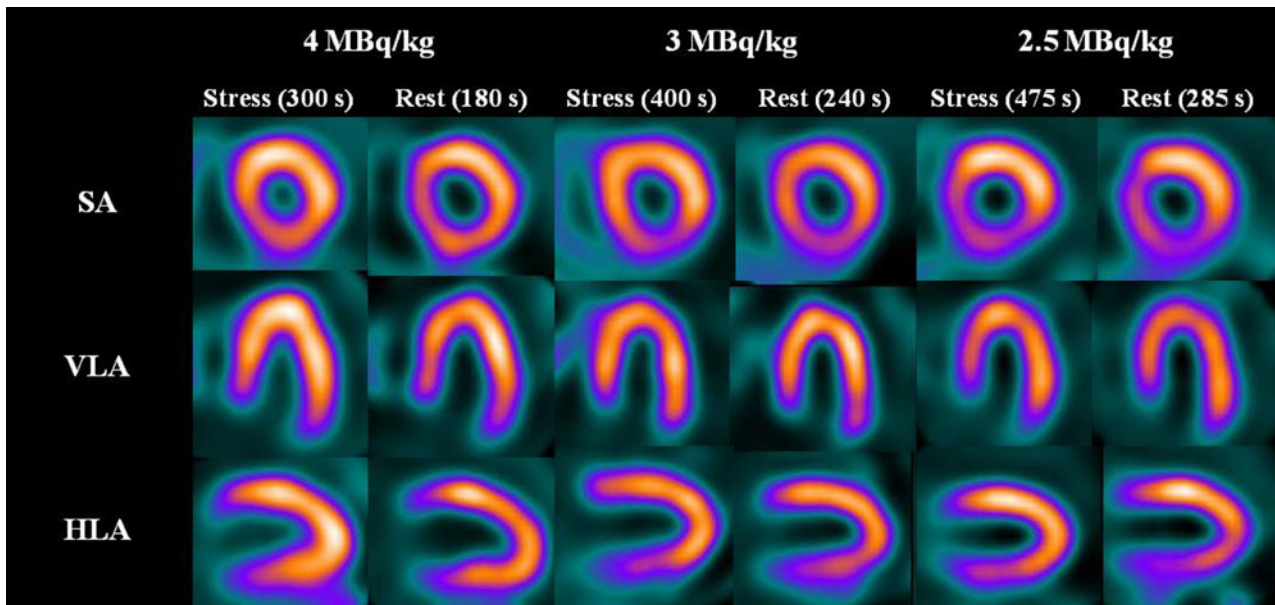 4 MBq/kg 3 MBq/kg 2.5 MBq/kg
Stress (300 s) Rest (180 s) Stress (400 s) Rest (240 s) Stress (475 s) Rest (285 s)
SA
VLA
HLA